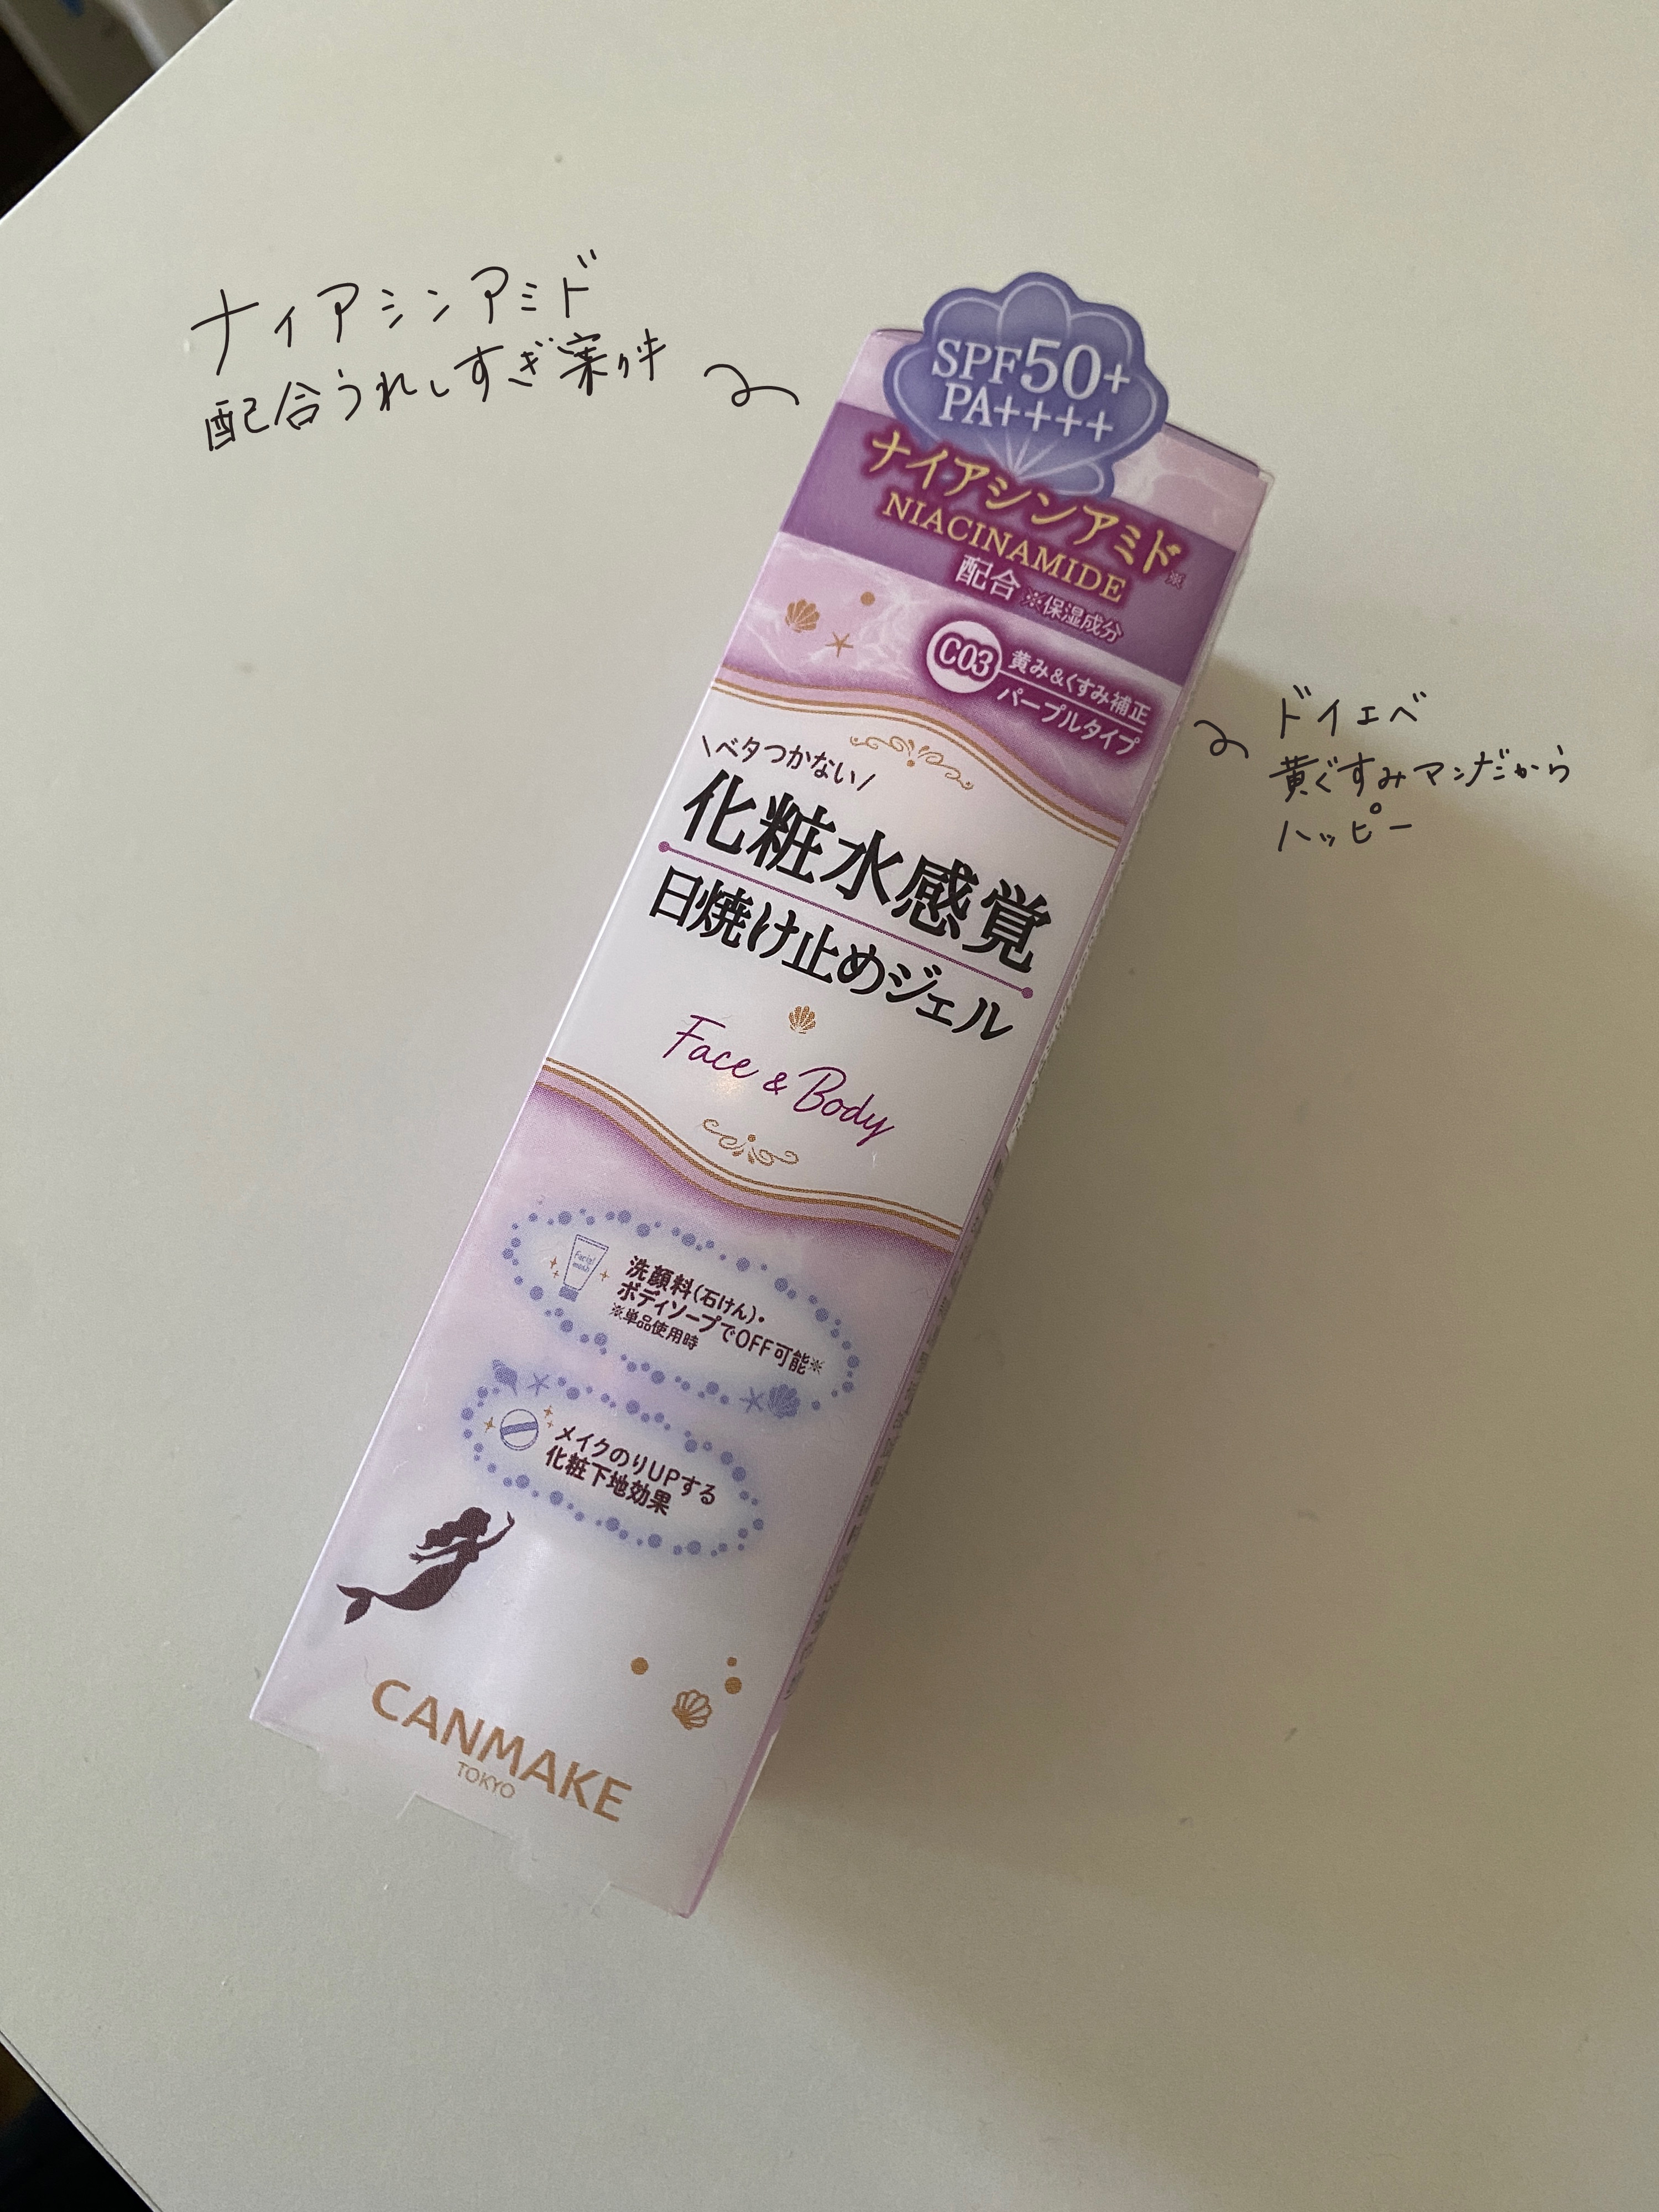 ナイアシンアミド
配合うれしすぎ案件
SPF50+
PA++++
ナイアシンアミド※
NIACINAMIDE
配合 ※保湿成分
C03 黄み&くすみ補正
パープルタイプ
ドイエベ
黄ぐすみマンだから
ハッピー
\ベタつかない/
化粧水感覚
日焼け止めジェル
Face & Body
Facial
wash
洗顔料(石けん)・
ボディソープでOFF可能※
※単品使用時
メイクのりUPする
化粧下地効果
CANMAKE
TOKYO